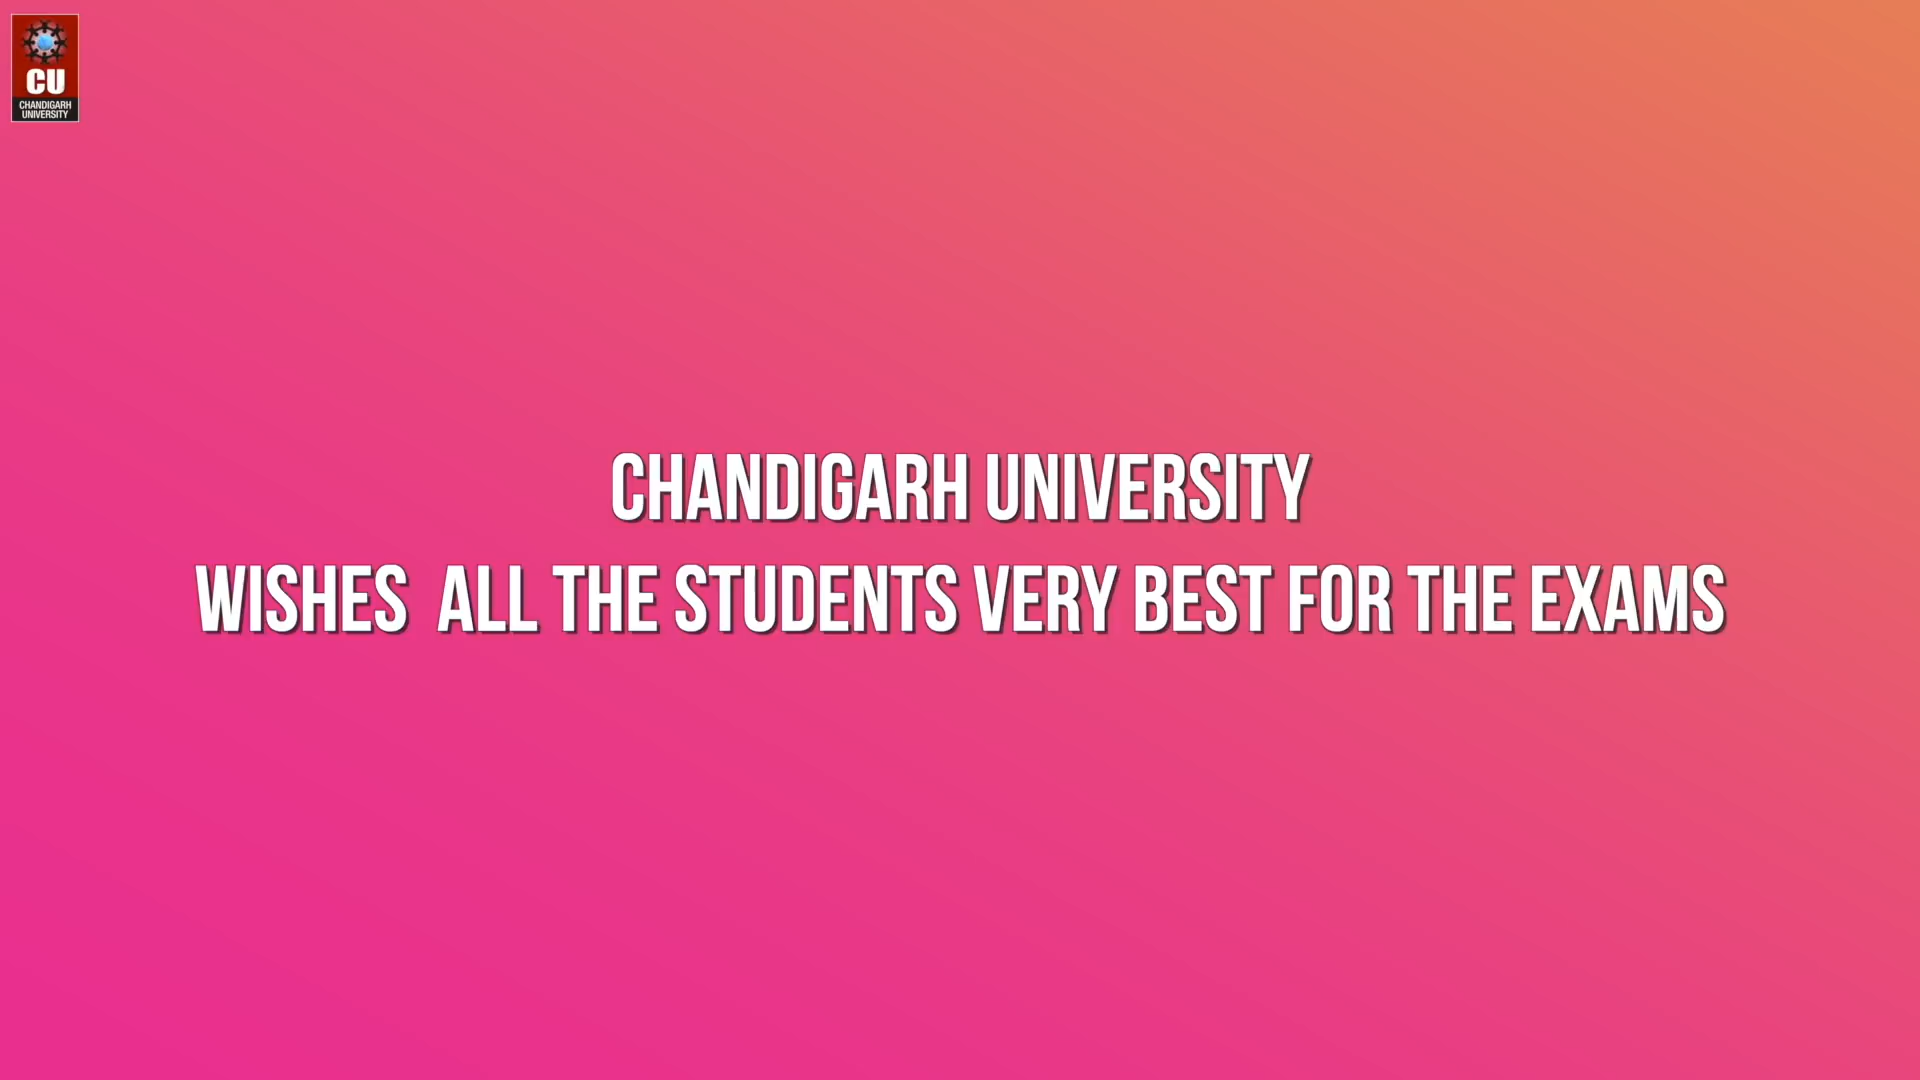 CU
CHANDIGARH
UNIVERSITY
CHANDIGARH UNIVERSITY
WISHES  ALL THE STUDENTS VERY BEST FOR THE EXAMS